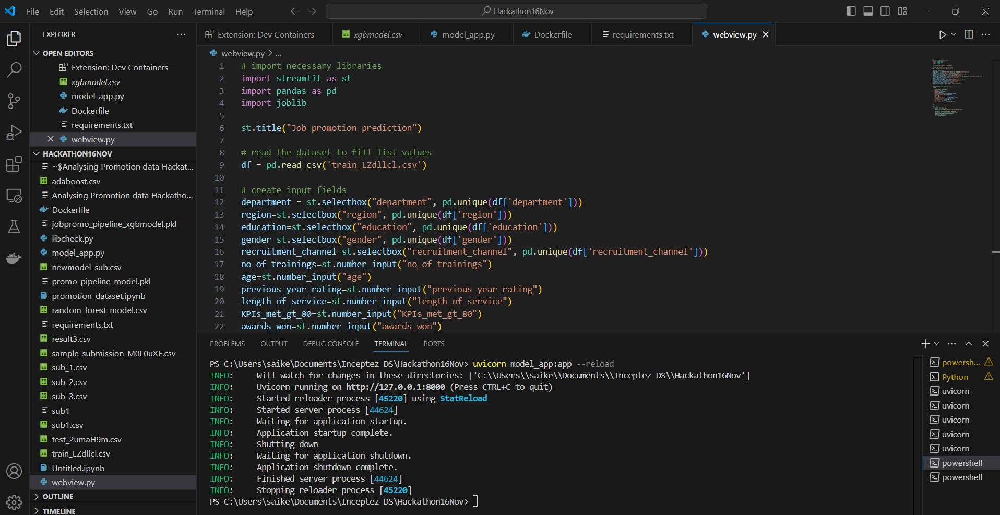 File Edit Selection View Go Run Terminal Help
Hackathon16Nov
EXPLORER
OPEN EDITORS
Extension: Dev Containers
xgbmodel.csv
model_app.py
Dockerfile
requirements.txt
webview.py
HACKATHON16NOV
~$Analysing Promotion data Hackat...
adaboost.csv
Analysing Promotion data Hackatho...
Dockerfile
jobpromo_pipeline_xgbmodel.pkl
libcheck.py
model_app.py
newmodel_sub.csv
promo_pipeline_model.pkl
promotion_dataset.ipynb
random_forest_model.csv
requirements.txt
result3.csv
sample_submission_M0L0uXE.csv
sub_1.csv
sub_2.csv
sub_3.csv
sub1
sub1.csv
test_2umaH9m.csv
train_LZdllcl.csv
Untitled.ipynb
webview.py
OUTLINE
TIMELINE
Extension: Dev Containers xgbmodel.csv model_app.py Dockerfile requirements.txt webview.py
webview.py > ...
1 # import necessary libraries
2 import streamlit as st
3 import pandas as pd
4 import joblib
5
6 st.title("Job promotion prediction")
7
8 # read the dataset to fill list values
9 df = pd.read_csv('train_LZdllcl.csv')
10
11 # create input fields
12 department = st.selectbox("department", pd.unique(df['department']))
13 region=st.selectbox("region", pd.unique(df['region']))
14 education=st.selectbox("education", pd.unique(df['education']))
15 gender=st.selectbox("gender", pd.unique(df['gender']))
16 recruitment_channel=st.selectbox("recruitment_channel", pd.unique(df['recruitment_channel']))
17 no_of_trainings=st.number_input("no_of_trainings")
18 age=st.number_input("age")
19 previous_year_rating=st.number_input("previous_year_rating")
20 length_of_service=st.number_input("length_of_service")
21 KPIs_met_gt_80=st.number_input("KPIs_met_gt_80")
22 awards_won=st.number_input("awards_won")
PROBLEMS OUTPUT DEBUG CONSOLE TERMINAL PORTS
PS C:\Users\saike\Documents\Inceptez DS\Hackathon16Nov> uvicorn model_app:app --reload
INFO: Will watch for changes in these directories: ['C:\\Users\\saike\\Documents\\Inceptez DS\\Hackathon16Nov']
INFO: Uvicorn running on http://127.0.0.1:8000 (Press CTRL+C to quit)
INFO: Started reloader process [45220] using StatReload
INFO: Started server process [44624]
INFO: Waiting for application startup.
INFO: Application startup complete.
INFO: Shutting down
INFO: Waiting for application shutdown.
INFO: Application shutdown complete.
INFO: Finished server process [44624]
INFO: Stopping reloader process [45220]
PS C:\Users\saike\Documents\Inceptez DS\Hackathon16Nov>
powersh...
Python
uvicorn
uvicorn
uvicorn
uvicorn
uvicorn
powershell
powershell